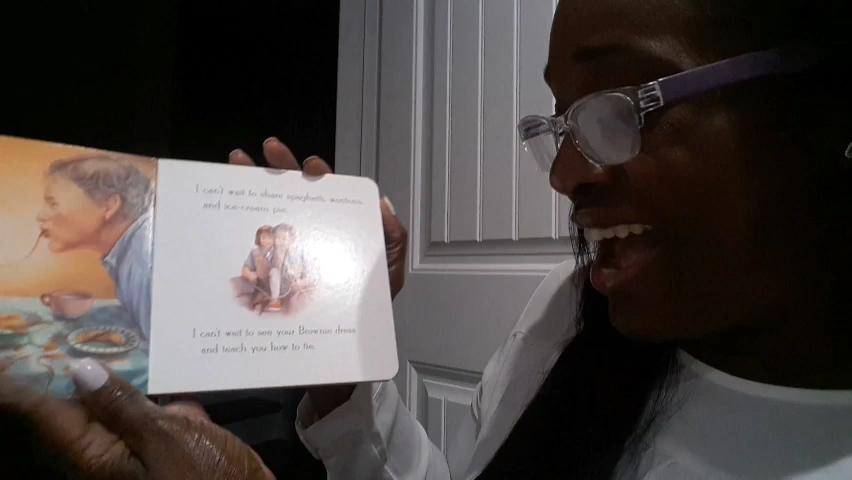 I can't wait to share spaghetti, wontons,
and ice-cream pie.
I can't wait to see your Brownie dress
and teach you how to tie.